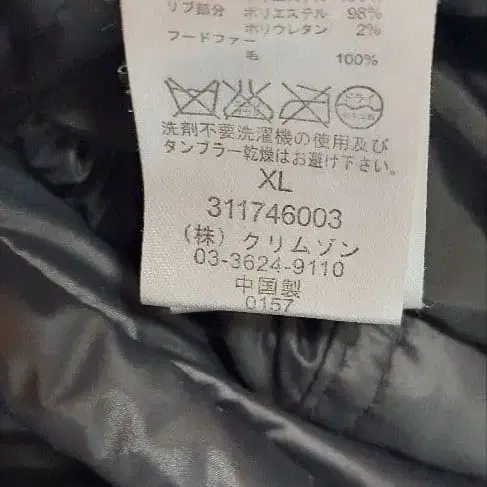 リブ部分 ポリエステル 98%
ポリウレタン 2%
フードファー
毛 100%
洗剤不要洗濯機の使用及び
タンブラー乾燥はお避け下さい。
XL
311746003
(株) クリムゾン
03-3624-9110
中国製
0157